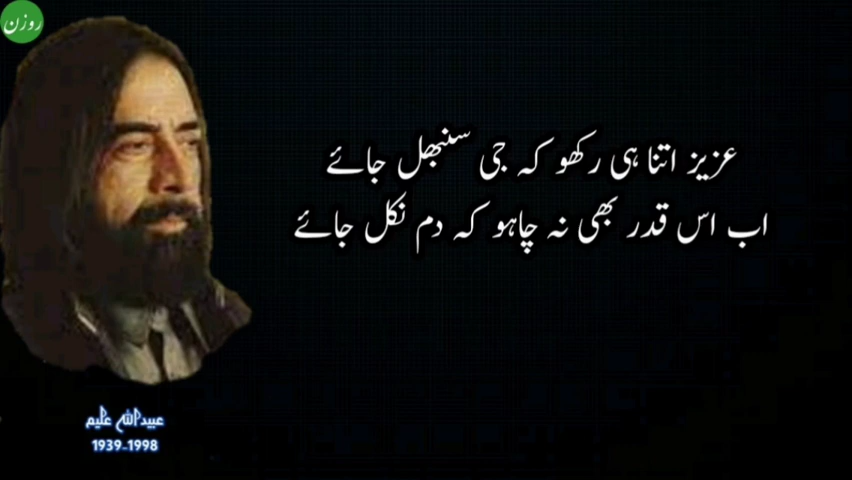 روزن
عزیز اتنا ہی رکھو کہ جی سنبھل جائے
اب اس قدر بھی نہ چاہو کہ دم نکل جائے
عبیداللہ علیم
1939-1998